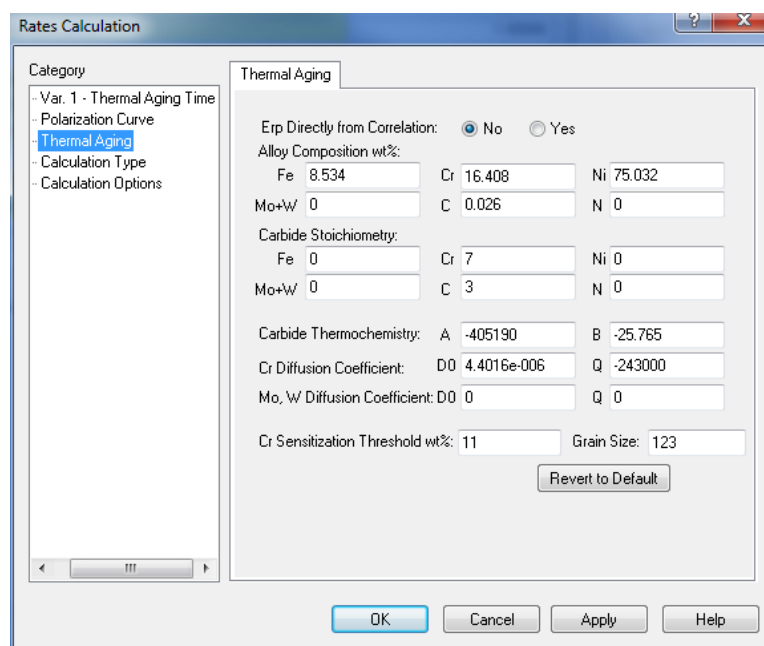 Rates Calculation
Category
Var. 1 - Thermal Aging Time
Polarization Curve
Thermal Aging
Calculation Type
Calculation Options
Thermal Aging
Erp Directly from Correlation: No Yes
Alloy Composition wt%:
Fe 8.534 Cr 16.408 Ni 75.032
Mo+W 0 C 0.026 N 0
Carbide Stoichiometry:
Fe 0 Cr 7 Ni 0
Mo+W 0 C 3 N 0
Carbide Thermochemistry: A -405190 B -25.765
Cr Diffusion Coefficient: D0 4.4016e-006 Q -243000
Mo, W Diffusion Coefficient: D0 0 Q 0
Cr Sensitization Threshold wt%: 11 Grain Size: 123
Revert to Default
OK Cancel Apply Help